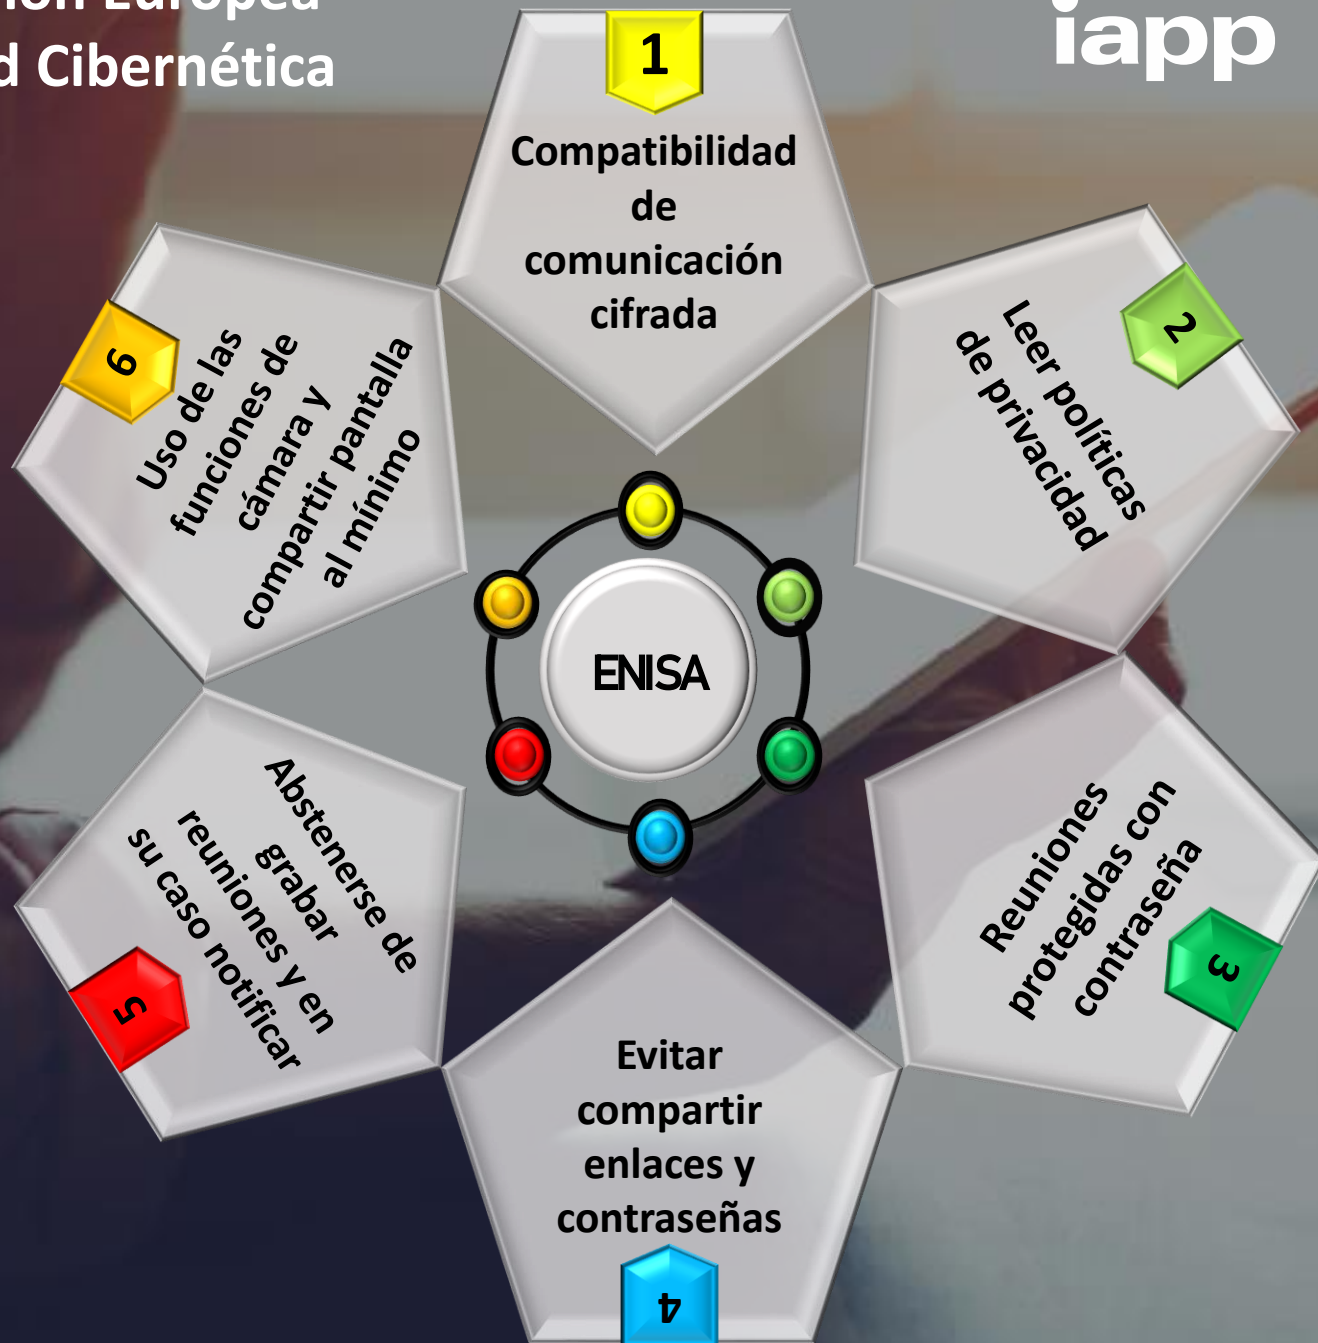 Europea
d Cibernética
iapp
1
Compatibilidad
de
comunicación
cifrada
2
Leer políticas
de privacidad
3
Reuniones
protegidas con
contraseña
4
Evitar
compartir
enlaces y
contraseñas
5
Abstenerse de
grabar
reuniones y en
su caso notificar
6
Uso de las
funciones de
cámara y
compartir pantalla
al mínimo
ENISA